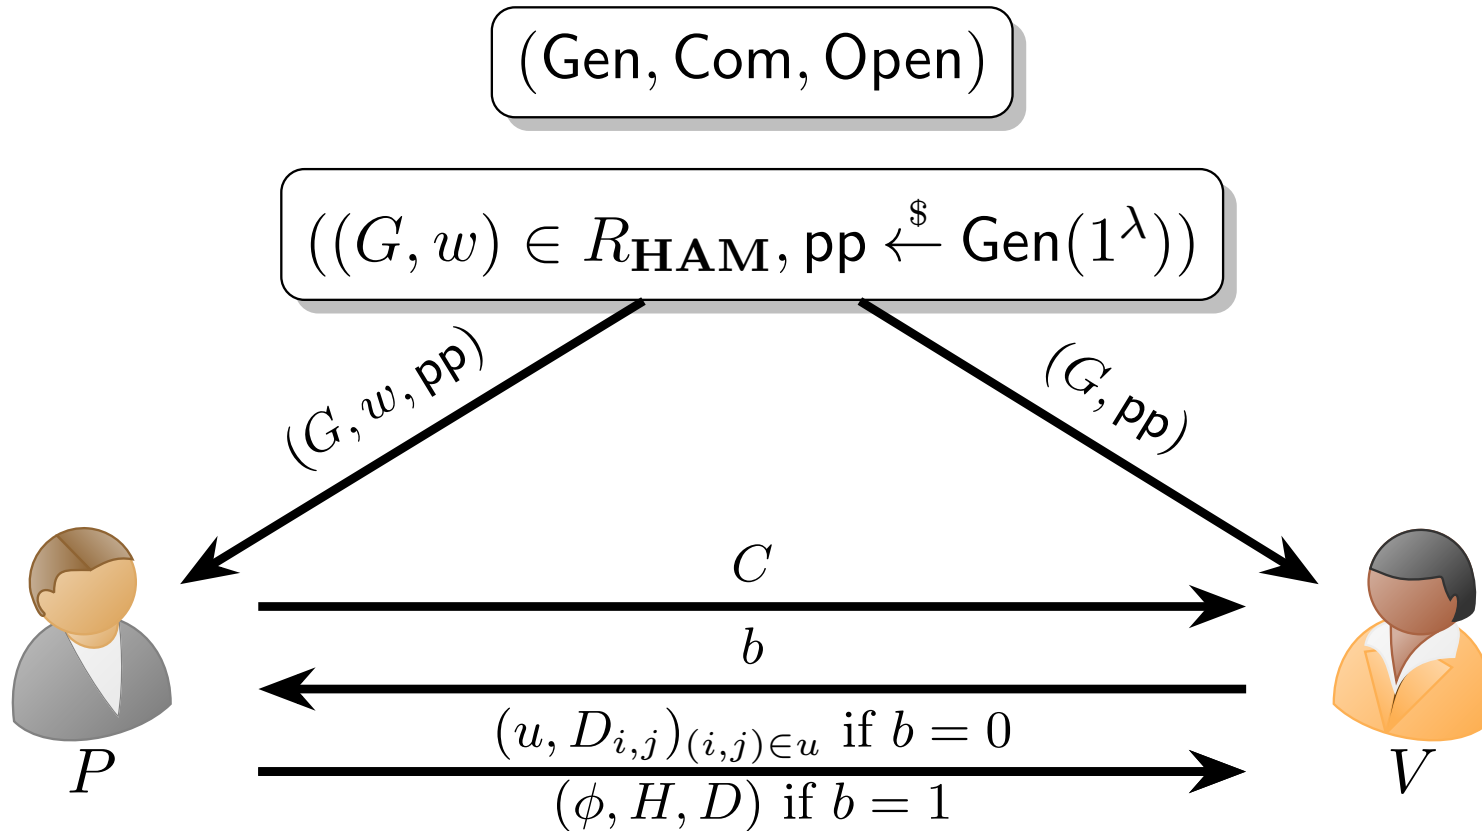 (Gen, Com, Open)
((G, w) ∈ R_HAM, pp ←$ Gen(1^λ))
(G, w, pp)
(G, pp)
C
b
(u, D_{i,j})_{(i,j)∈u} if b = 0
(ϕ, H, D) if b = 1
P
V